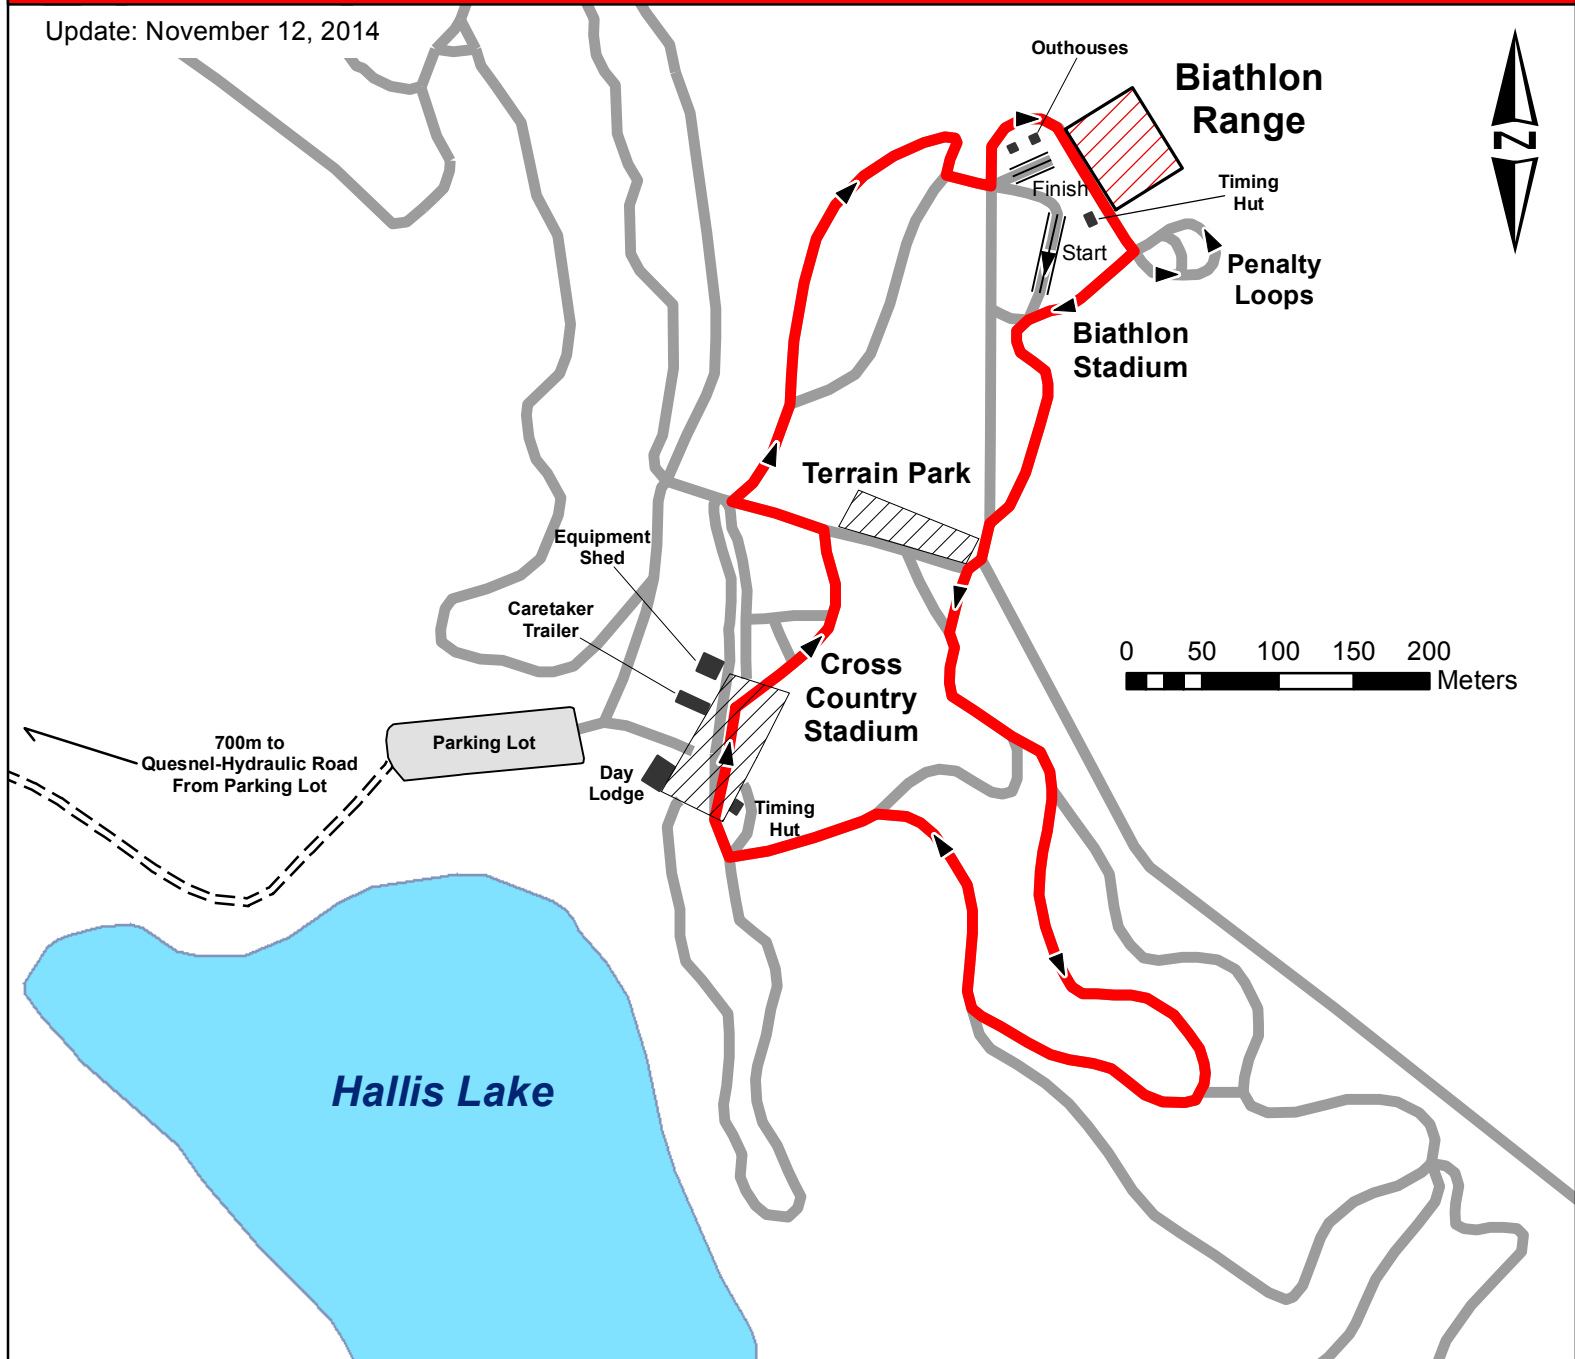 Update: November 12, 2014
Outhouses
Biathlon
Range
Finish
Timing
Hut
Start
Penalty
Loops
Biathlon
Stadium
Terrain Park
Equipment
Shed
Caretaker
Trailer
Cross
Country
Stadium
0 50 100 150 200
Meters
700m to
Quesnel-Hydraulic Road
From Parking Lot
Parking Lot
Day
Lodge
Timing
Hut
Hallis Lake
N